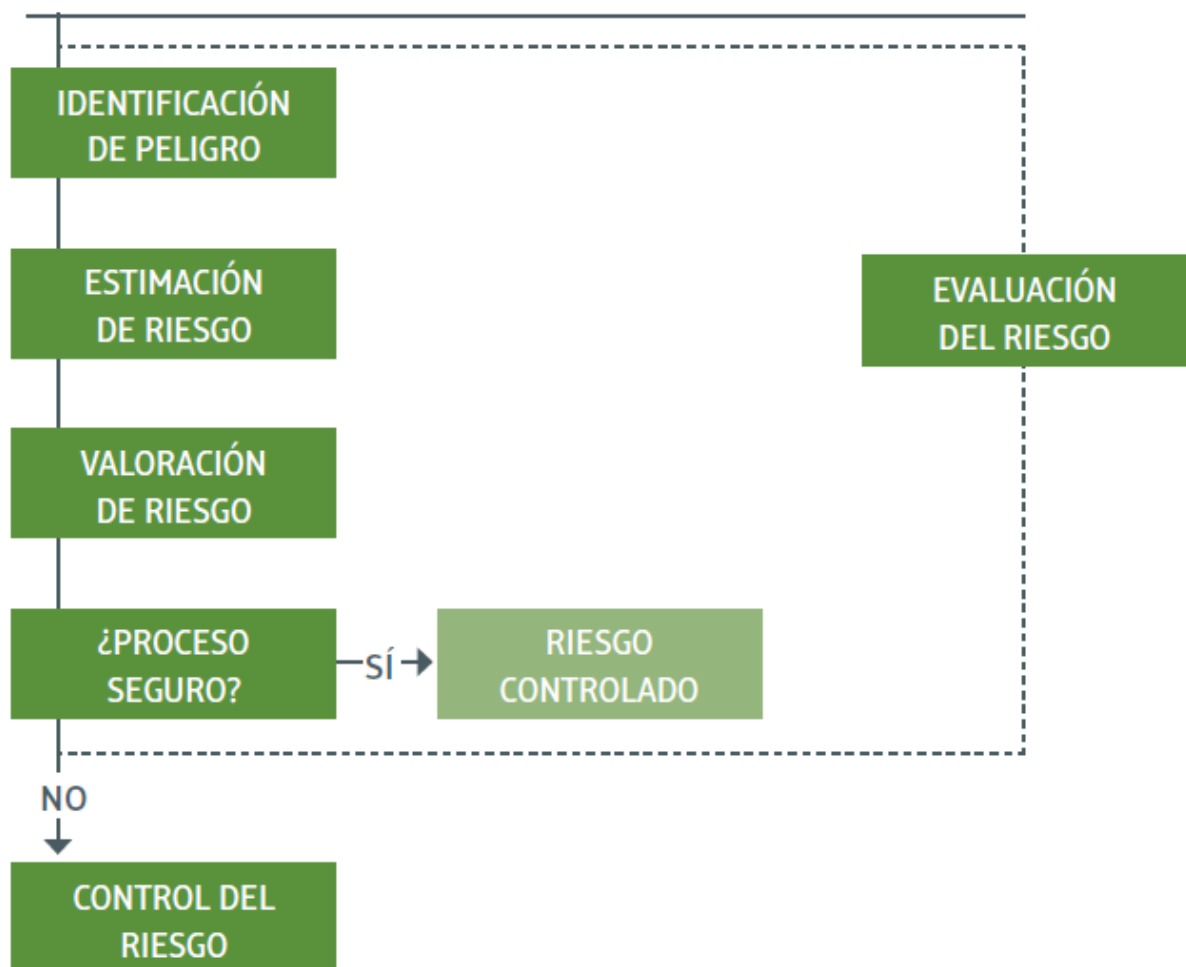 IDENTIFICACIÓN
DE PELIGRO
ESTIMACIÓN
DE RIESGO
EVALUACIÓN
DEL RIESGO
VALORACIÓN
DE RIESGO
¿PROCESO
SEGURO?
SÍ
RIESGO
CONTROLADO
NO
CONTROL DEL
RIESGO